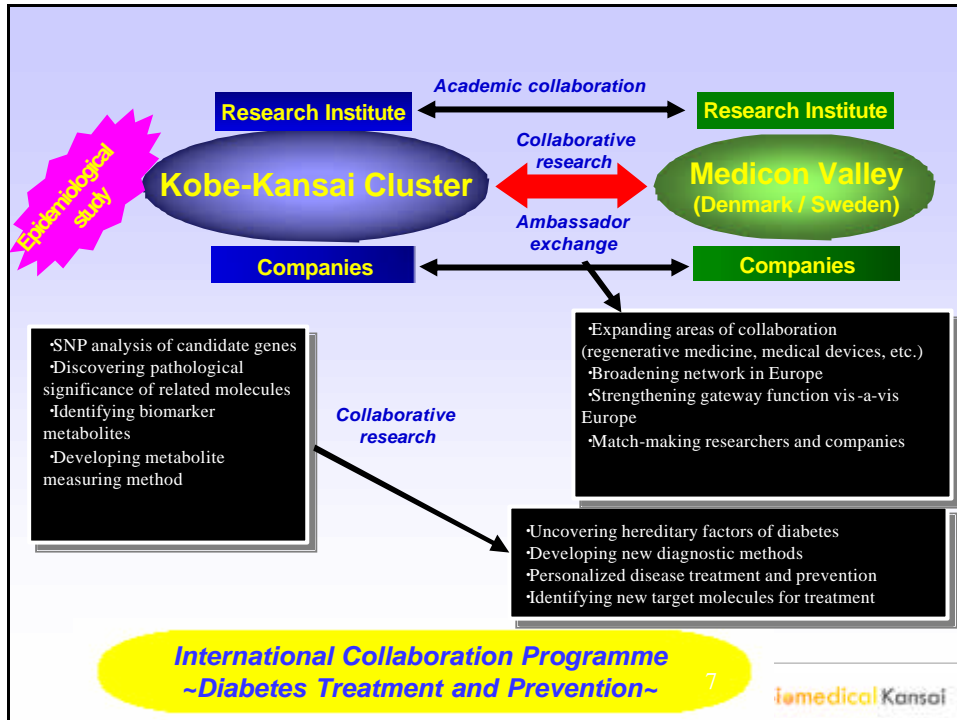 Academic collaboration
Research Institute
Research Institute
Epidemiological
study
Kobe-Kansai Cluster
Collaborative
research
Medicon Valley
(Denmark / Sweden)
Ambassador
exchange
Companies
Companies
·SNP analysis of candidate genes
·Discovering pathological
significance of related molecules
·Identifying biomarker
metabolites
·Developing metabolite
measuring method
·Expanding areas of collaboration
(regenerative medicine, medical devices, etc.)
·Broadening network in Europe
·Strengthening gateway function vis-a-vis
Europe
·Match-making researchers and companies
Collaborative
research
·Uncovering hereditary factors of diabetes
·Developing new diagnostic methods
·Personalized disease treatment and prevention
·Identifying new target molecules for treatment
International Collaboration Programme
~Diabetes Treatment and Prevention~
7
iomedical Kansai